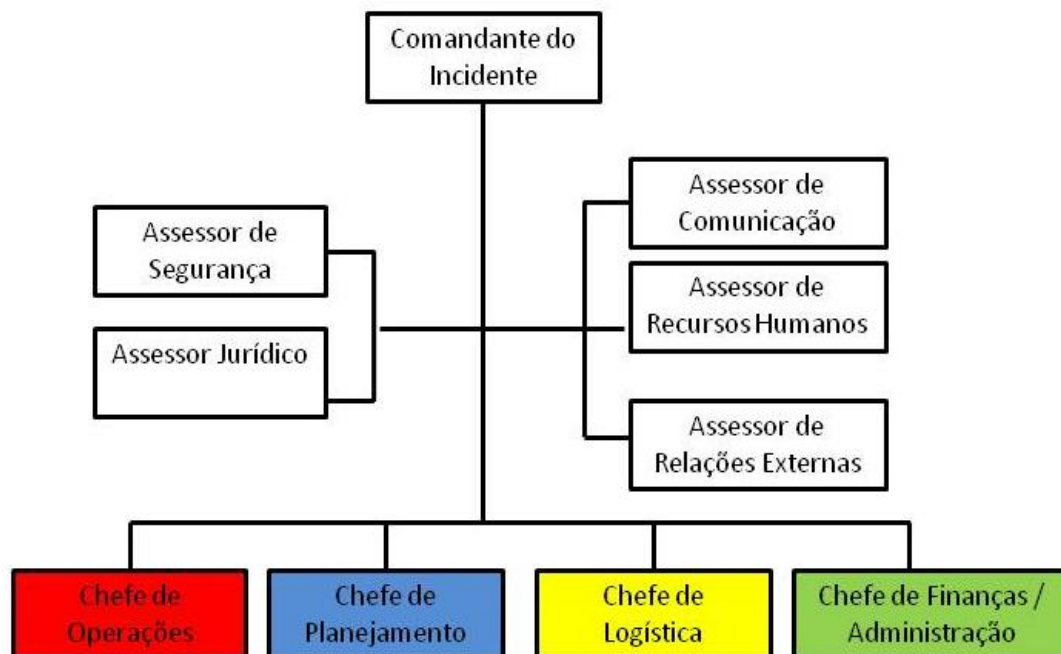 Comandante do
Incidente
Assessor de
Segurança
Assessor Jurídico
Assessor de
Comunicação
Assessor de
Recursos Humanos
Assessor de
Relações Externas
Chefe de
Operações
Chefe de
Planejamento
Chefe de
Logística
Chefe de Finanças /
Administração